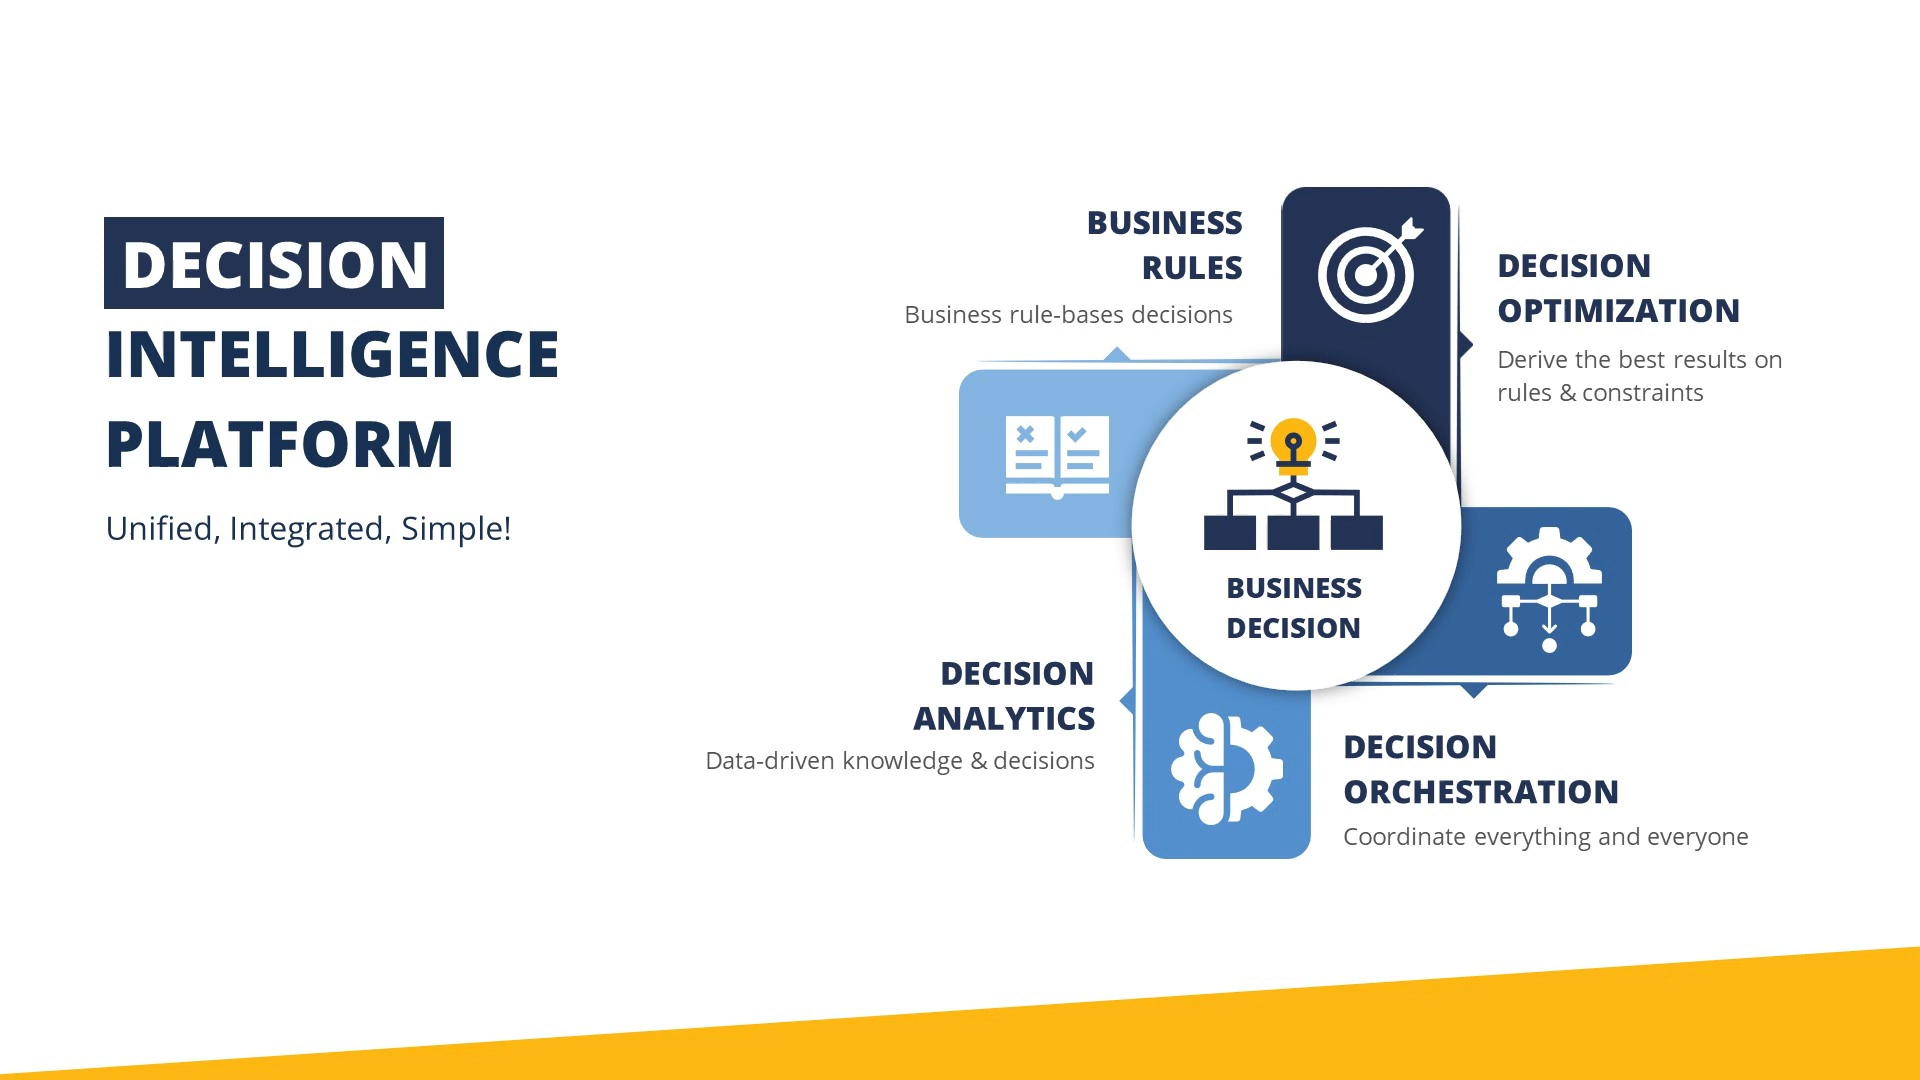 DECISION
INTELLIGENCE
PLATFORM
Unified, Integrated, Simple!
BUSINESS
RULES
Business rule-bases decisions
DECISION
OPTIMIZATION
Derive the best results on
rules & constraints
BUSINESS
DECISION
DECISION
ANALYTICS
Data-driven knowledge & decisions
DECISION
ORCHESTRATION
Coordinate everything and everyone